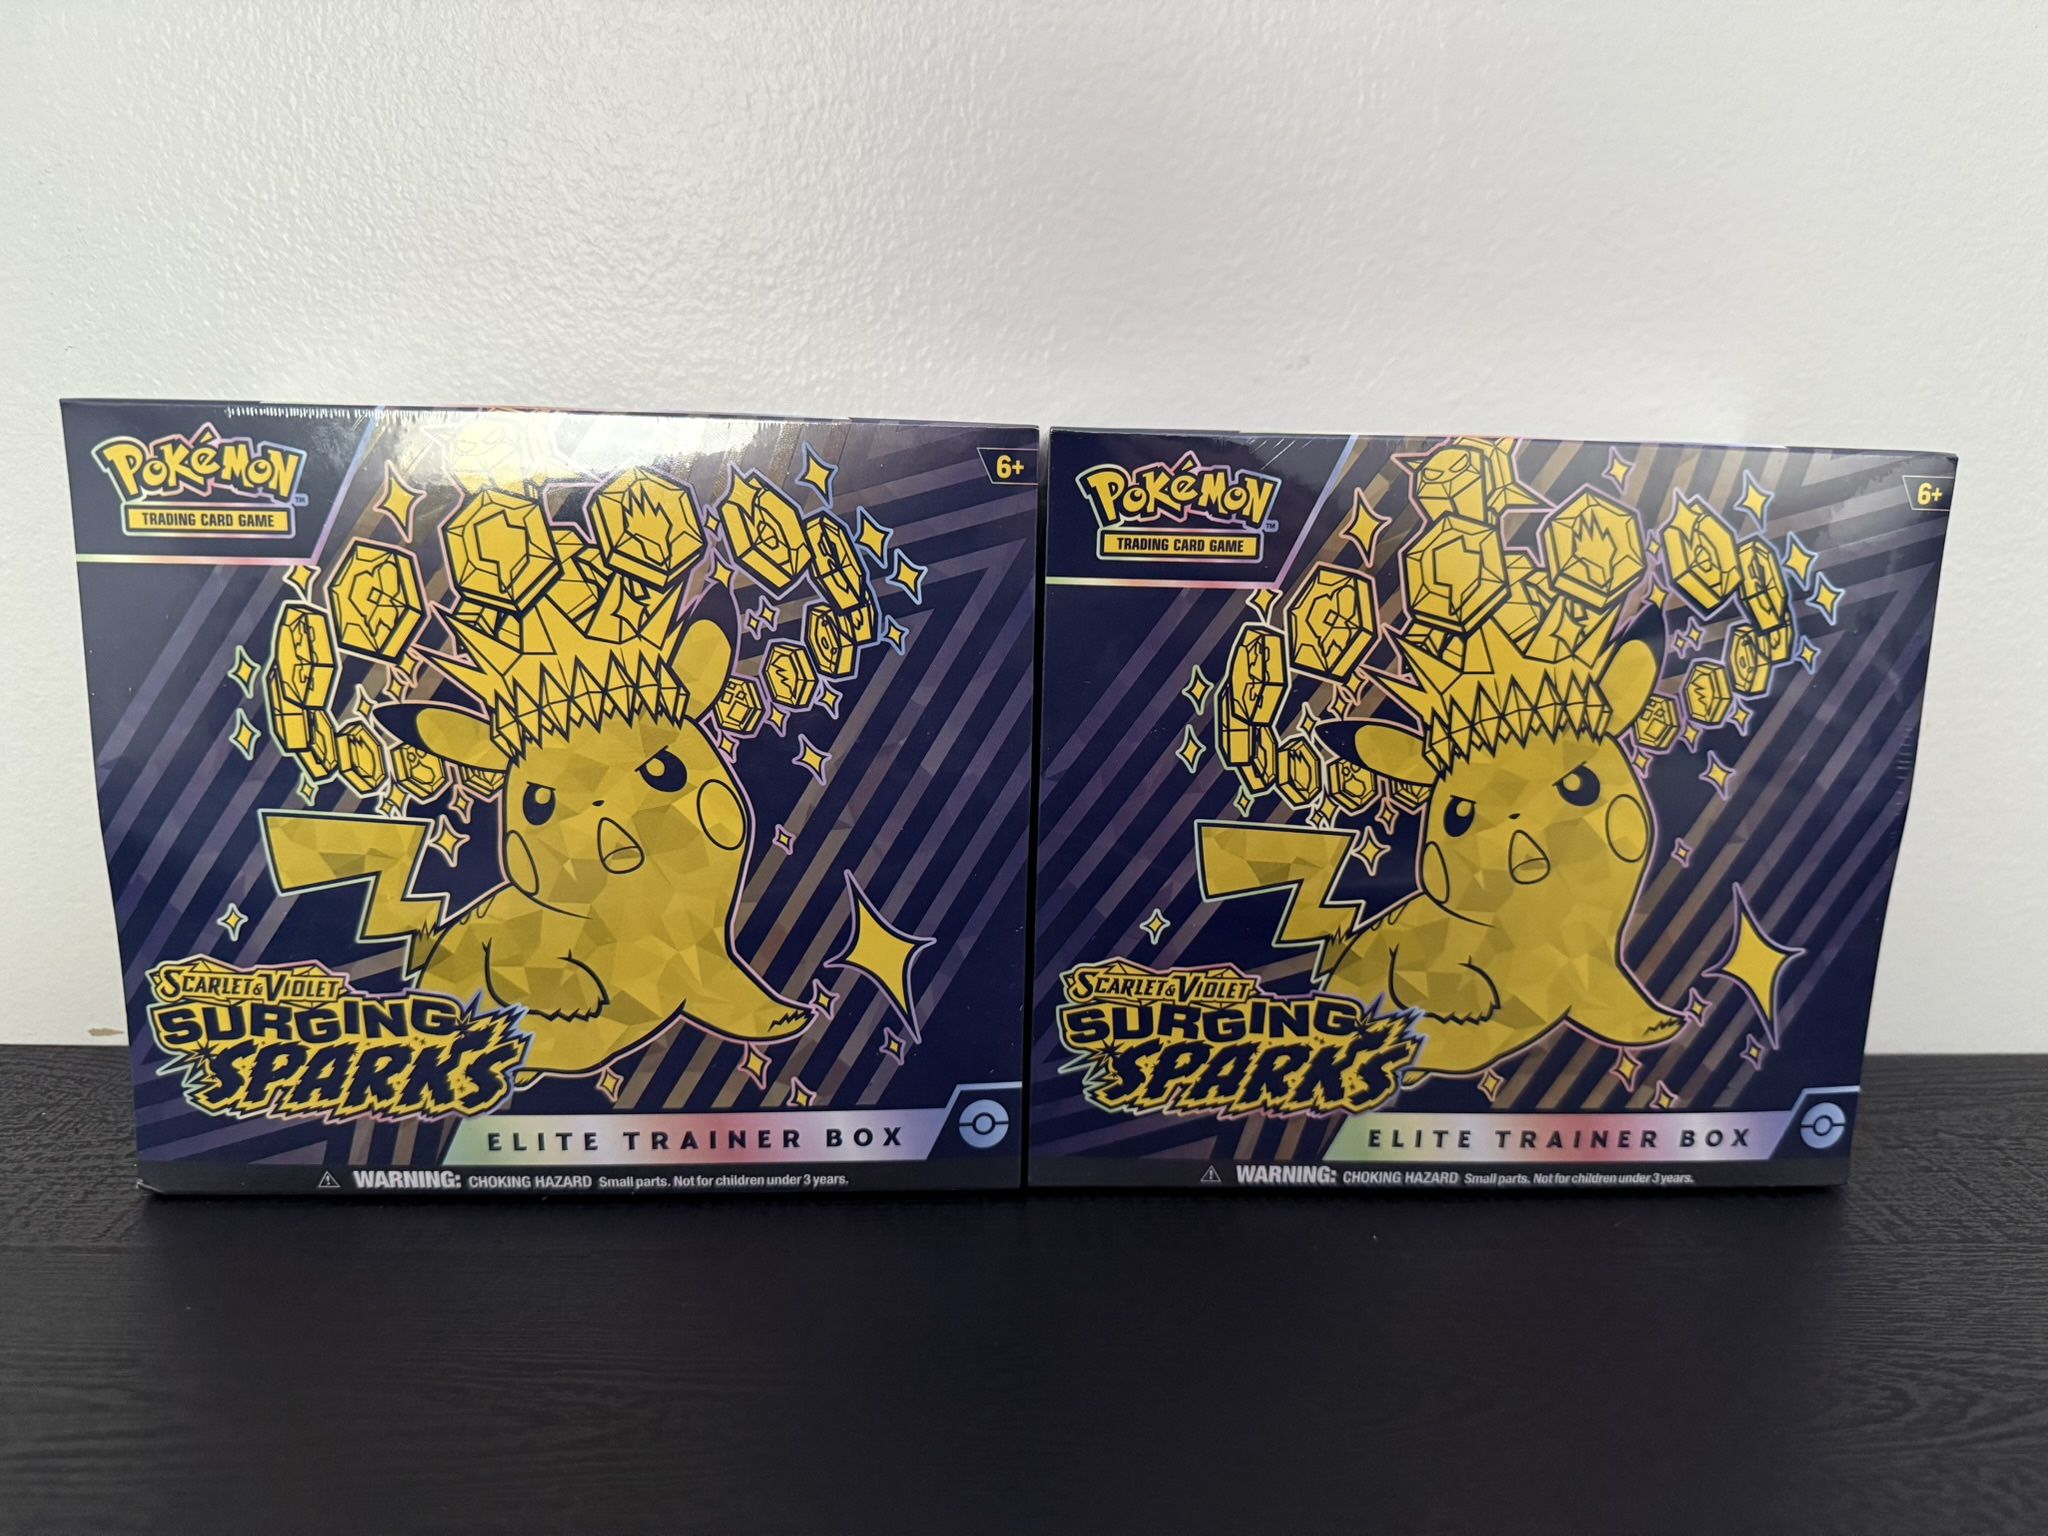 POKéMON
TM
TRADING CARD GAME
6+
SCARLET & VIOLET
SURGING
SPARKS
ELITE TRAINER BOX
WARNING: CHOKING HAZARD Small parts. Not for children under 3 years.
POKéMON
TM
TRADING CARD GAME
6+
SCARLET & VIOLET
SURGING
SPARKS
ELITE TRAINER BOX
WARNING: CHOKING HAZARD Small parts. Not for children under 3 years.